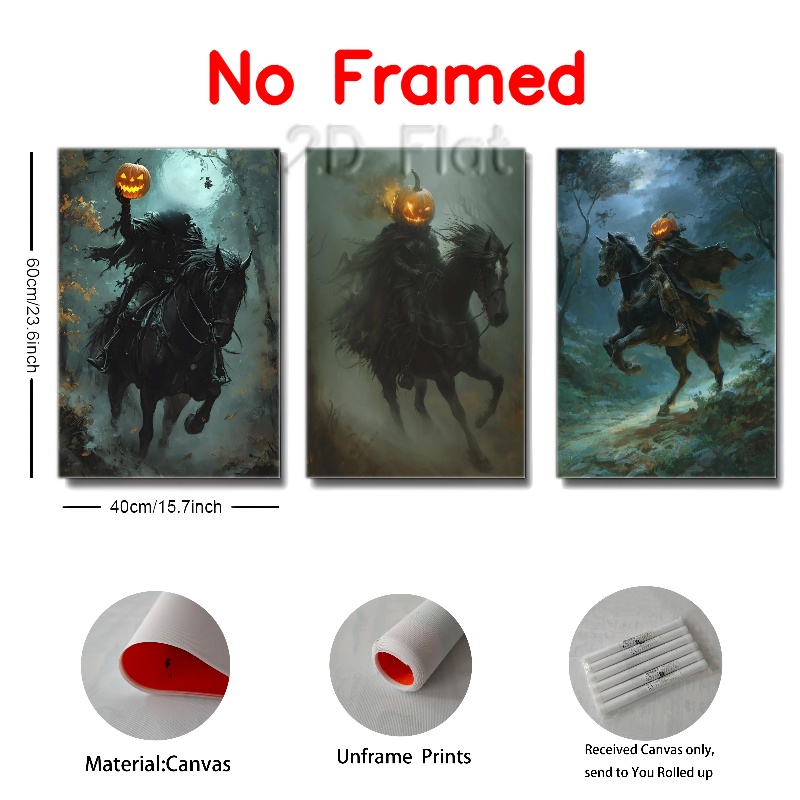 No Framed
2D Flat
60cm/23.6inch
40cm/15.7inch
Material:Canvas
Unframe Prints
Received Canvas only,
send to You Rolled up